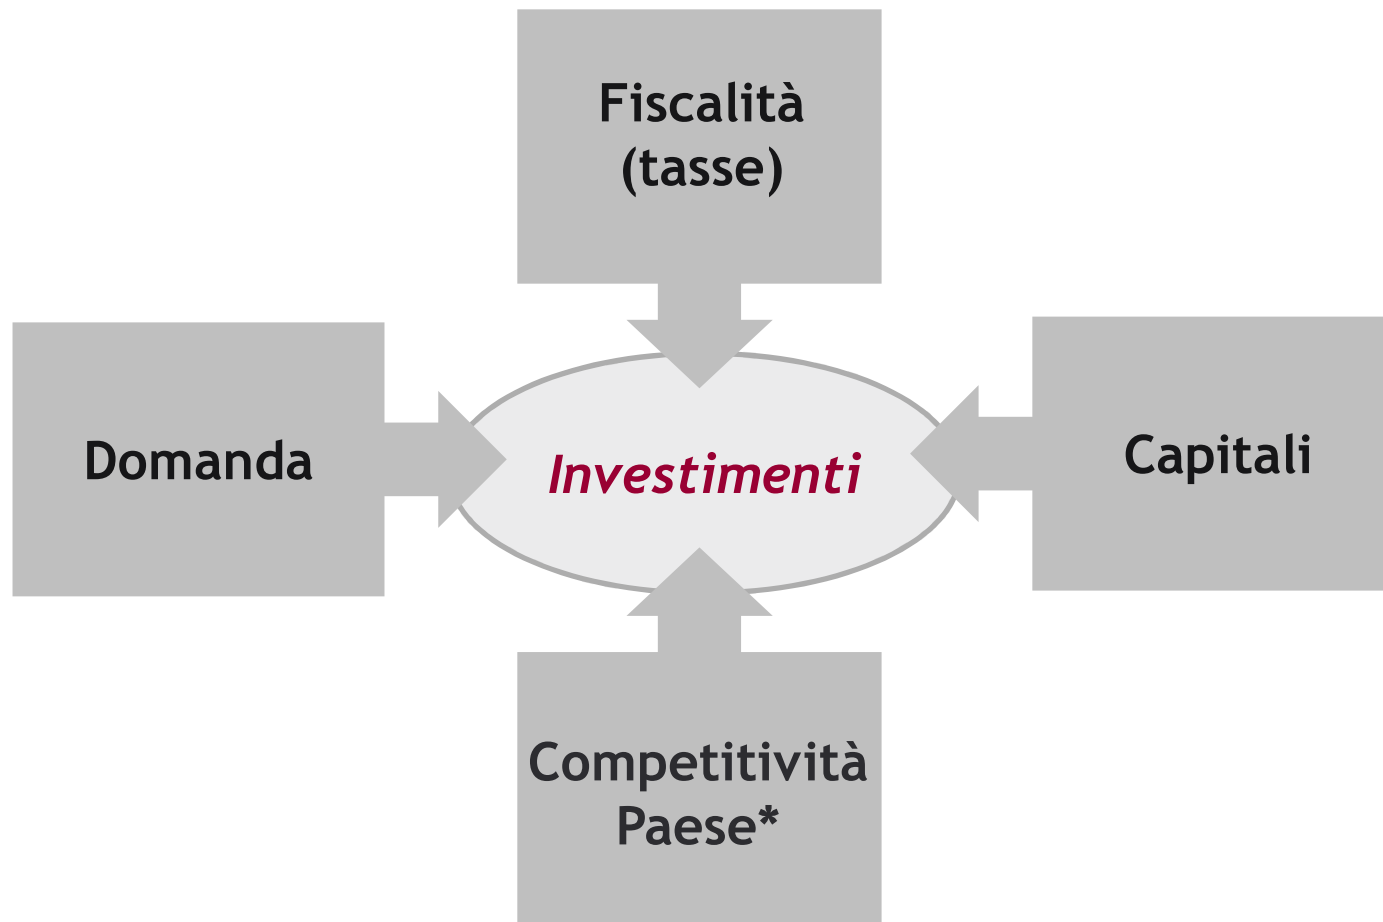 Fiscalità
(tasse)
Domanda
Investimenti
Capitali
Competitività
Paese*